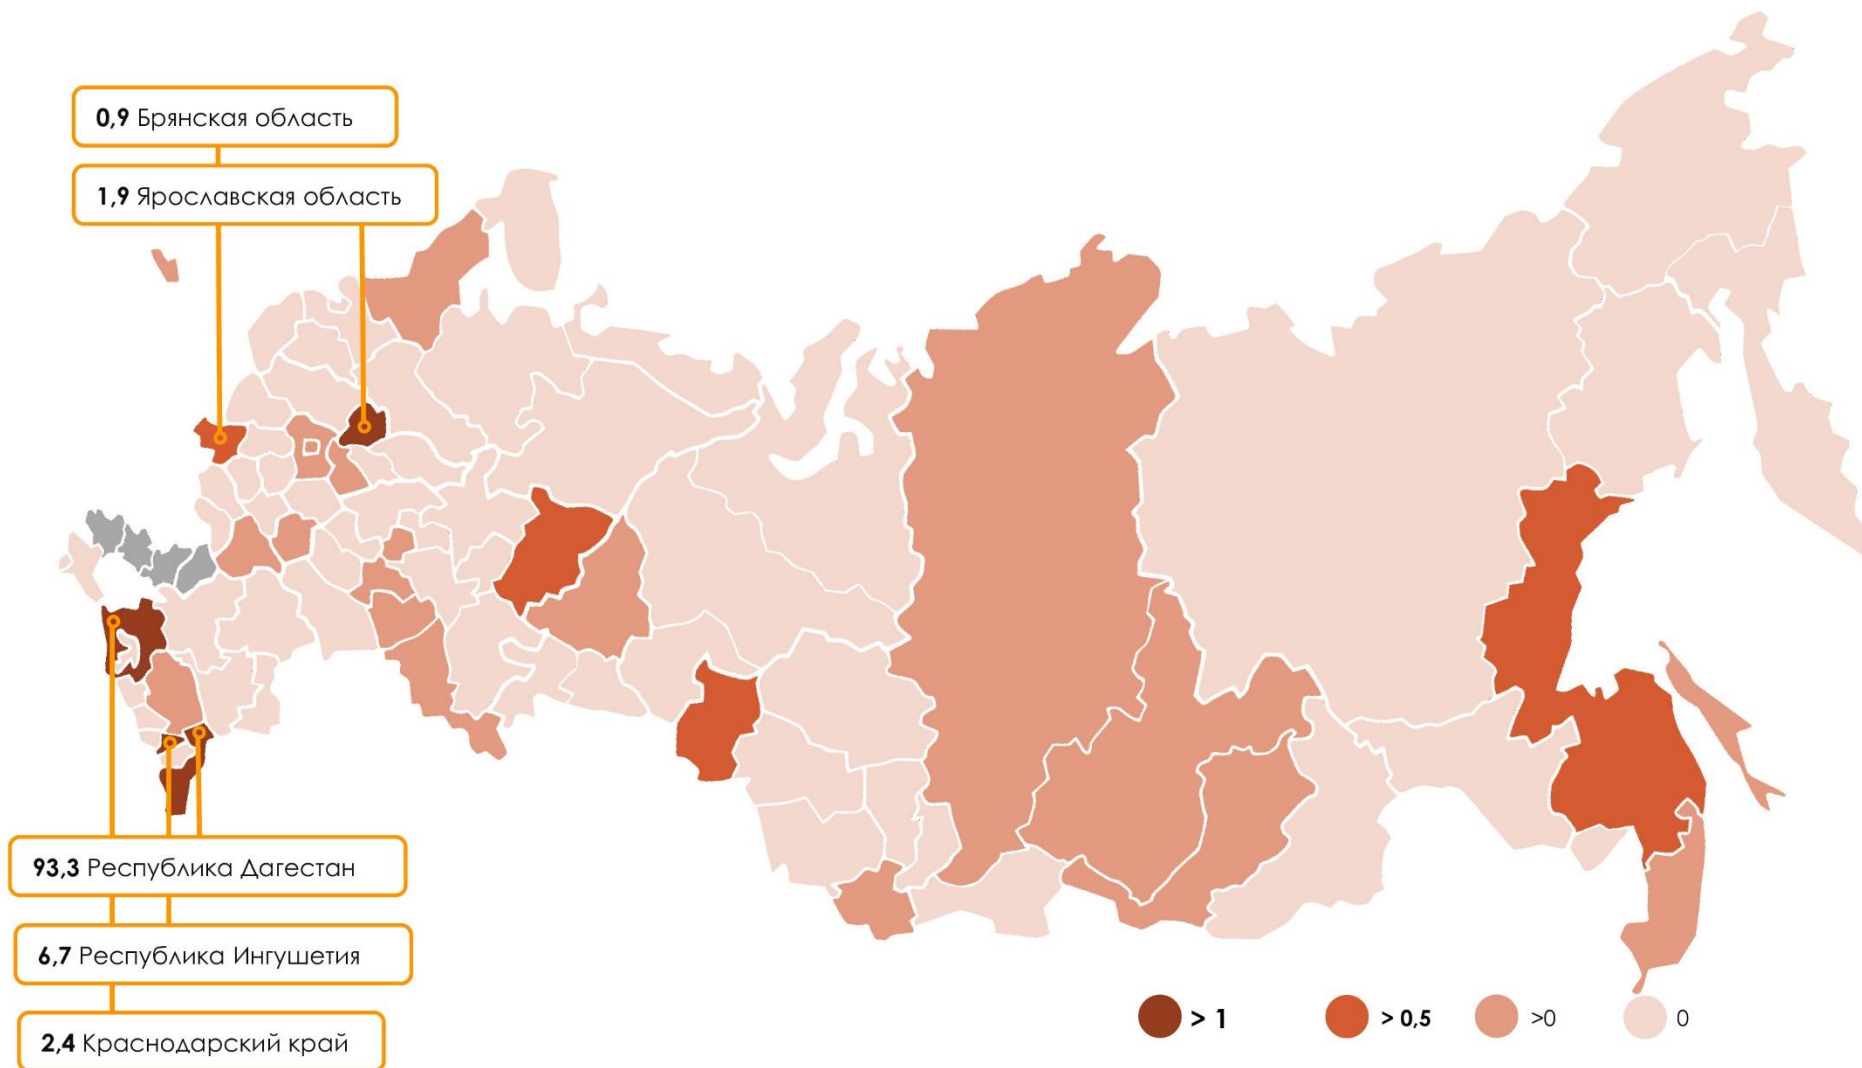 0,9 Брянская область
1,9 Ярославская область
93,3 Республика Дагестан
6,7 Республика Ингушетия
2,4 Краснодарский край
> 1
> 0,5
>0
0